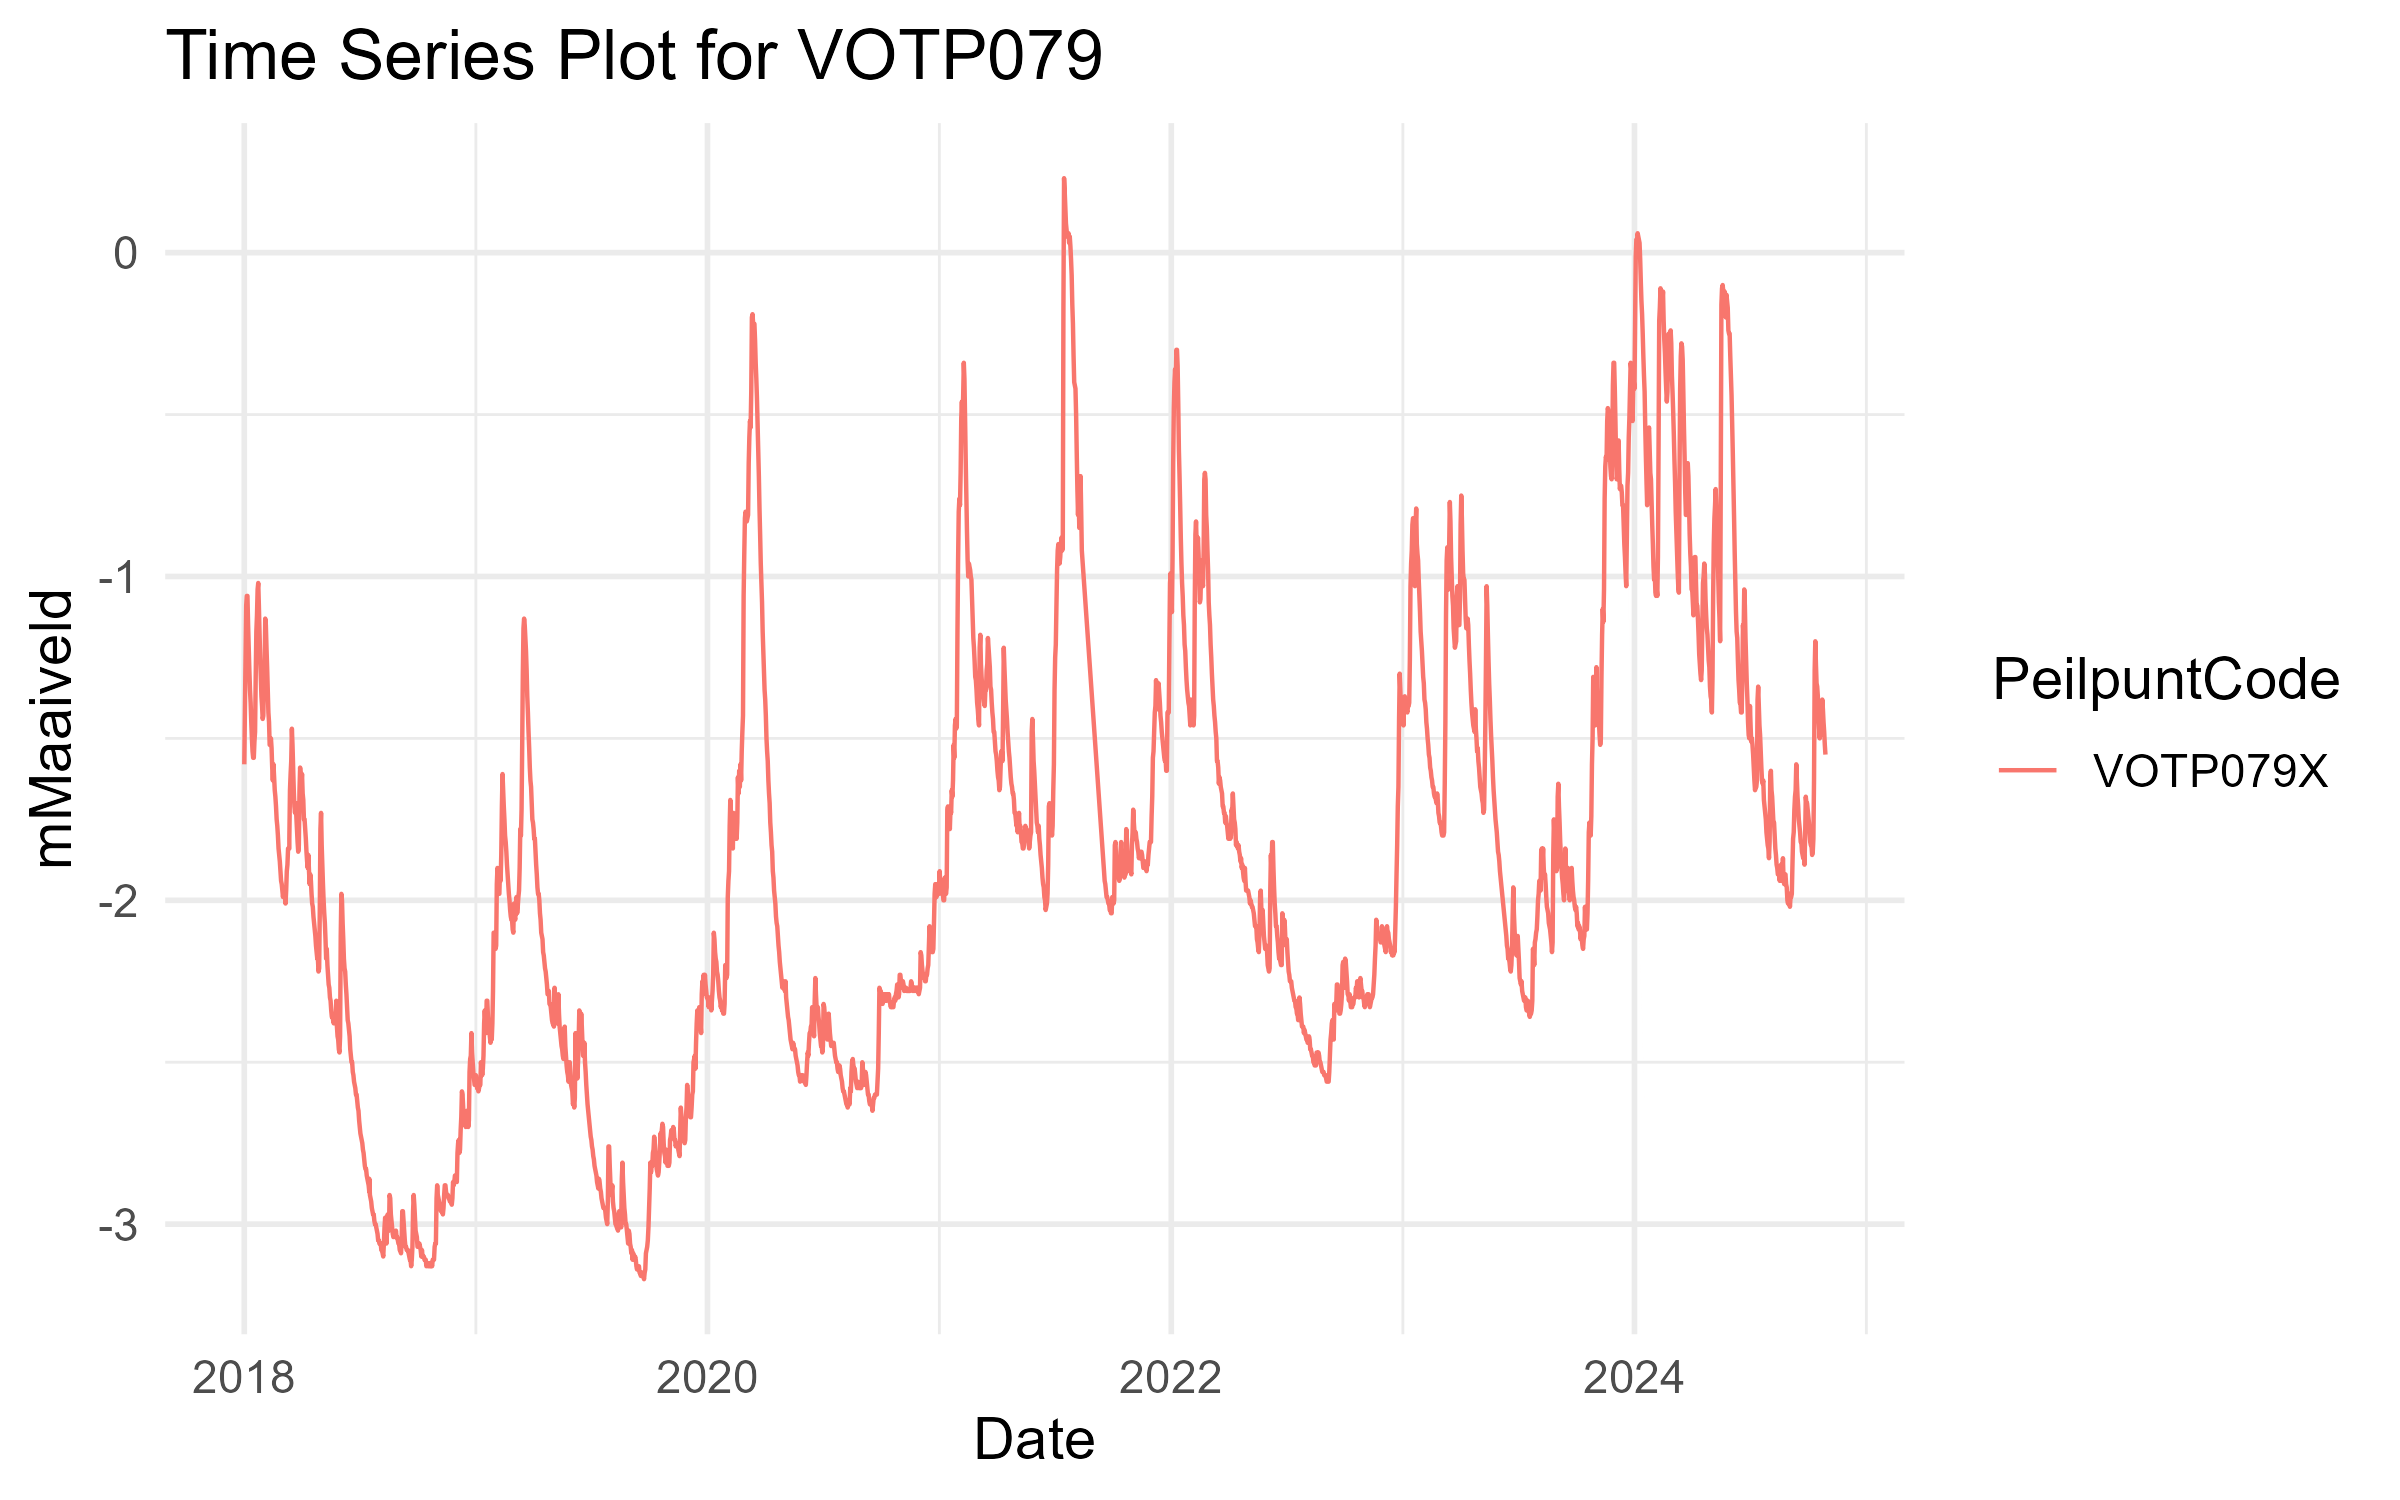 Time Series Plot for VOTP079
mMaaiveld
0
-1
-2
-3
2018
2020
2022
2024
Date
PeilpuntCode
VOTP079X